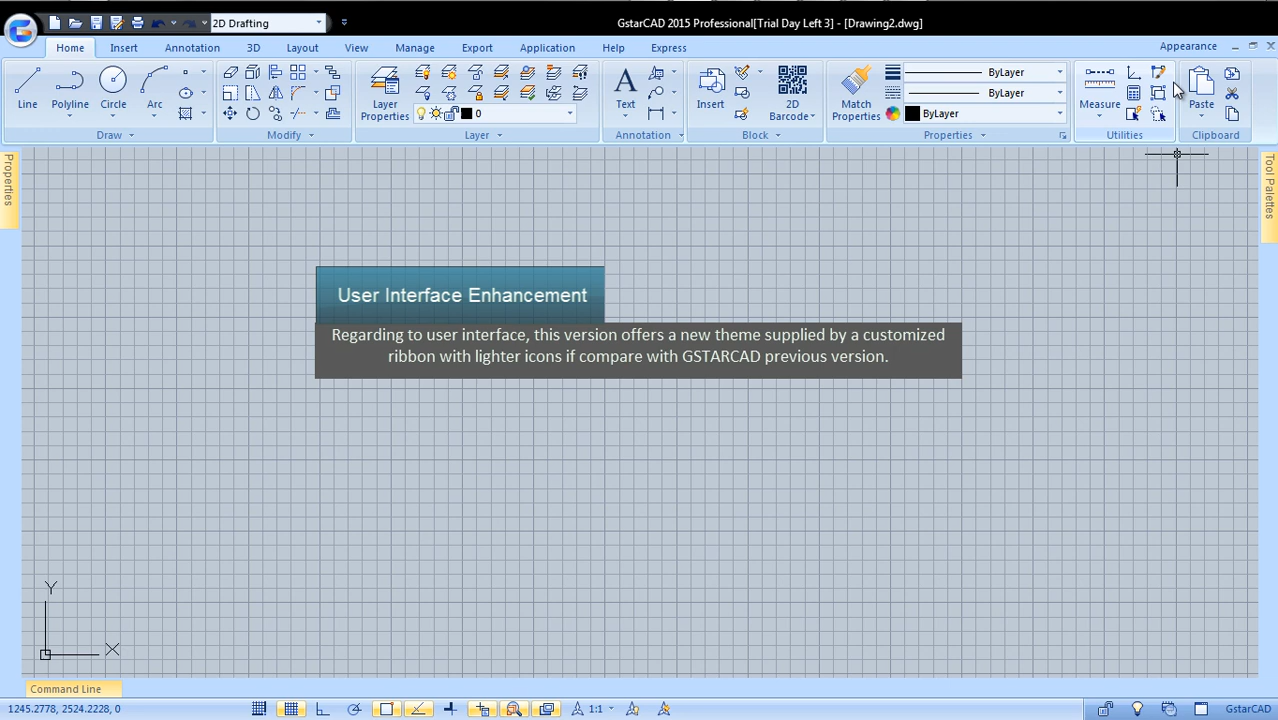 2D Drafting
GstarCAD 2015 Professional[Trial Day Left 3] - [Drawing2.dwg]
Home Insert Annotation 3D Layout View Manage Export Application Help Express Appearance
Line Polyline Circle Arc
Layer Properties
0
Text
Insert
2D Barcode
Match Properties
ByLayer
ByLayer
ByLayer
Measure
Paste
Draw Modify Layer Annotation Block Properties Utilities Clipboard
Properties
Tool Palettes
User Interface Enhancement
Regarding to user interface, this version offers a new theme supplied by a customized
ribbon with lighter icons if compare with GSTARCAD previous version.
Y
X
Command Line
1245.2778, 2524.2228, 0
1:1
GstarCAD